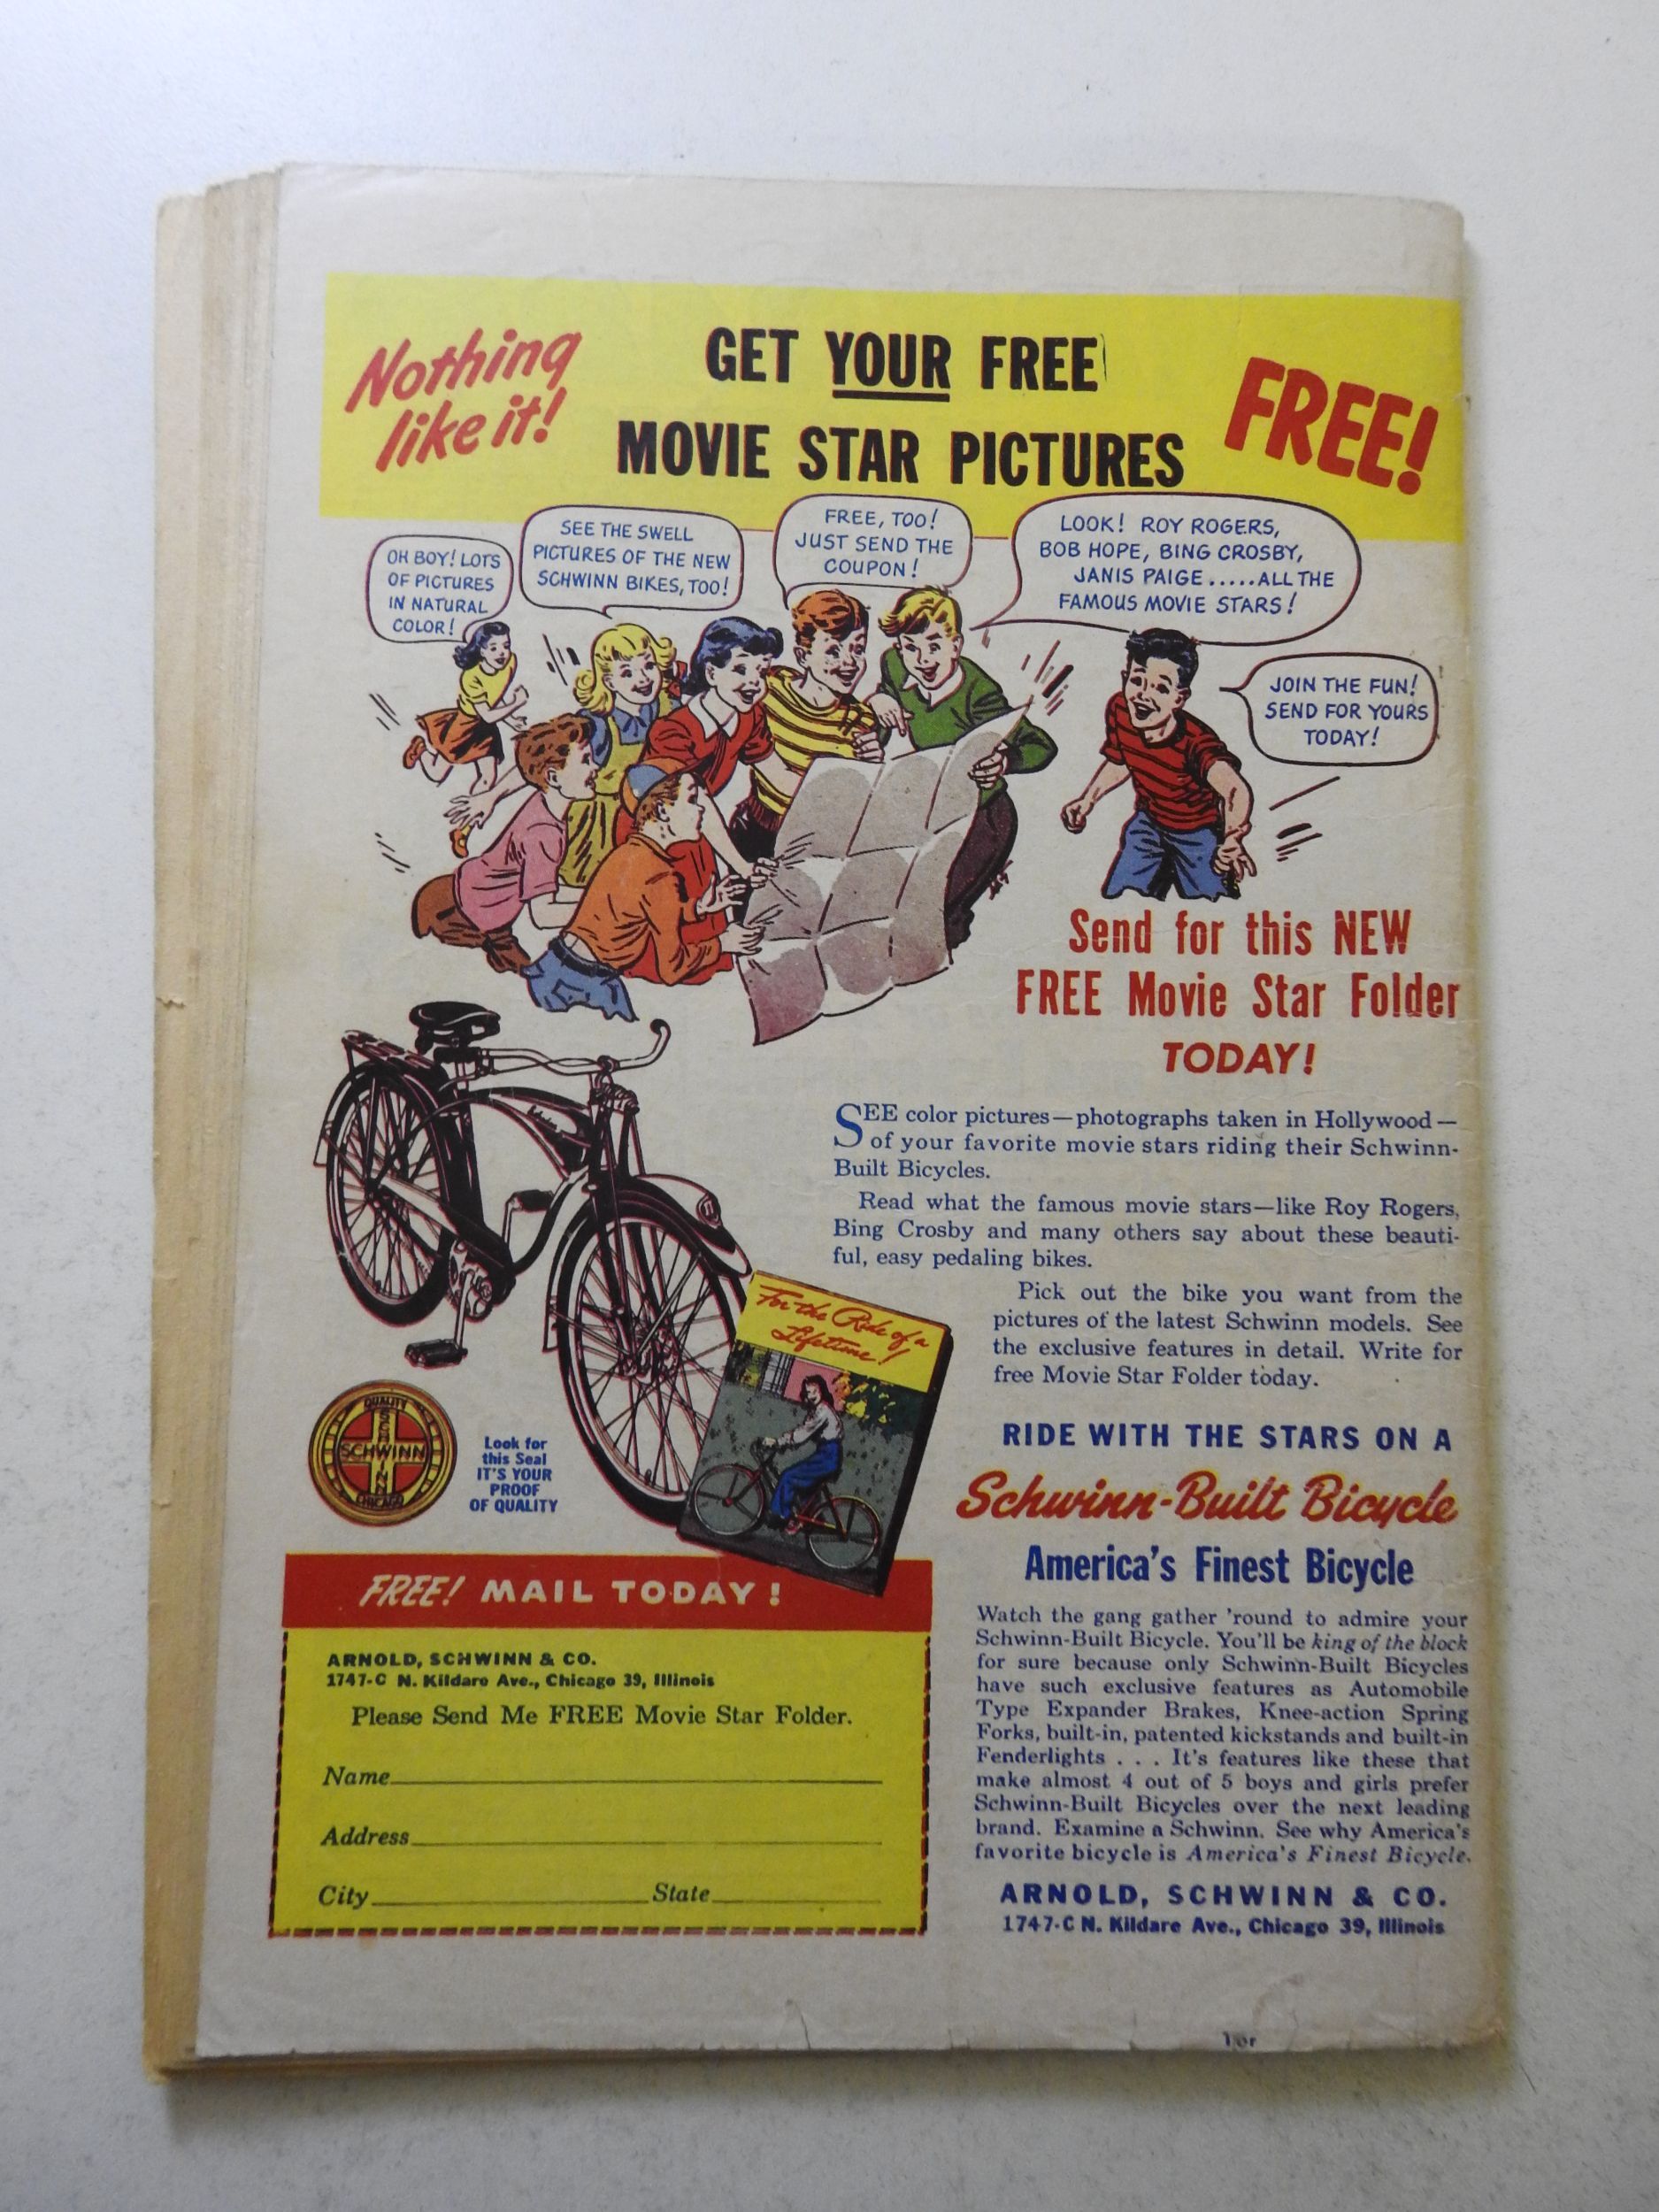 Nothing
like it!
GET YOUR FREE
MOVIE STAR PICTURES
FREE!
OH BOY! LOTS
OF PICTURES
IN NATURAL
COLOR!
SEE THE SWELL
PICTURES OF THE NEW
SCHWINN BIKES, TOO!
FREE, TOO!
JUST SEND THE
COUPON!
LOOK! ROY ROGERS,
BOB HOPE, BING CROSBY,
JANIS PAIGE.....ALL THE
FAMOUS MOVIE STARS!
JOIN THE FUN!
SEND FOR YOURS
TODAY!
Send for this NEW
FREE Movie Star Folder
TODAY!
SEE color pictures—photographs taken in Hollywood—
of your favorite movie stars riding their Schwinn-
Built Bicycles.
Read what the famous movie stars—like Roy Rogers,
Bing Crosby and many others say about these beauti-
ful, easy pedaling bikes.
Pick out the bike you want from the
pictures of the latest Schwinn models. See
the exclusive features in detail. Write for
free Movie Star Folder today.
For the Ride of a
Lifetime!
QUALITY
SCHWINN
SCHWINN
CHICAGO
Look for
this Seal
IT'S YOUR
PROOF
OF QUALITY
RIDE WITH THE STARS ON A
Schwinn-Built Bicycle
America's Finest Bicycle
Watch the gang gather 'round to admire your
Schwinn-Built Bicycle. You'll be king of the block
for sure because only Schwinn-Built Bicycles
have such exclusive features as Automobile
Type Expander Brakes, Knee-action Spring
Forks, built-in, patented kickstands and built-in
Fenderlights . . . It's features like these that
make almost 4 out of 5 boys and girls prefer
Schwinn-Built Bicycles over the next leading
brand. Examine a Schwinn. See why America's
favorite bicycle is America's Finest Bicycle.
ARNOLD, SCHWINN & CO.
1747-C N. Kildare Ave., Chicago 39, Illinois
FREE! MAIL TODAY!
ARNOLD, SCHWINN & CO.
1747-C N. Kildare Ave., Chicago 39, Illinois
Please Send Me FREE Movie Star Folder.
Name
Address
City State